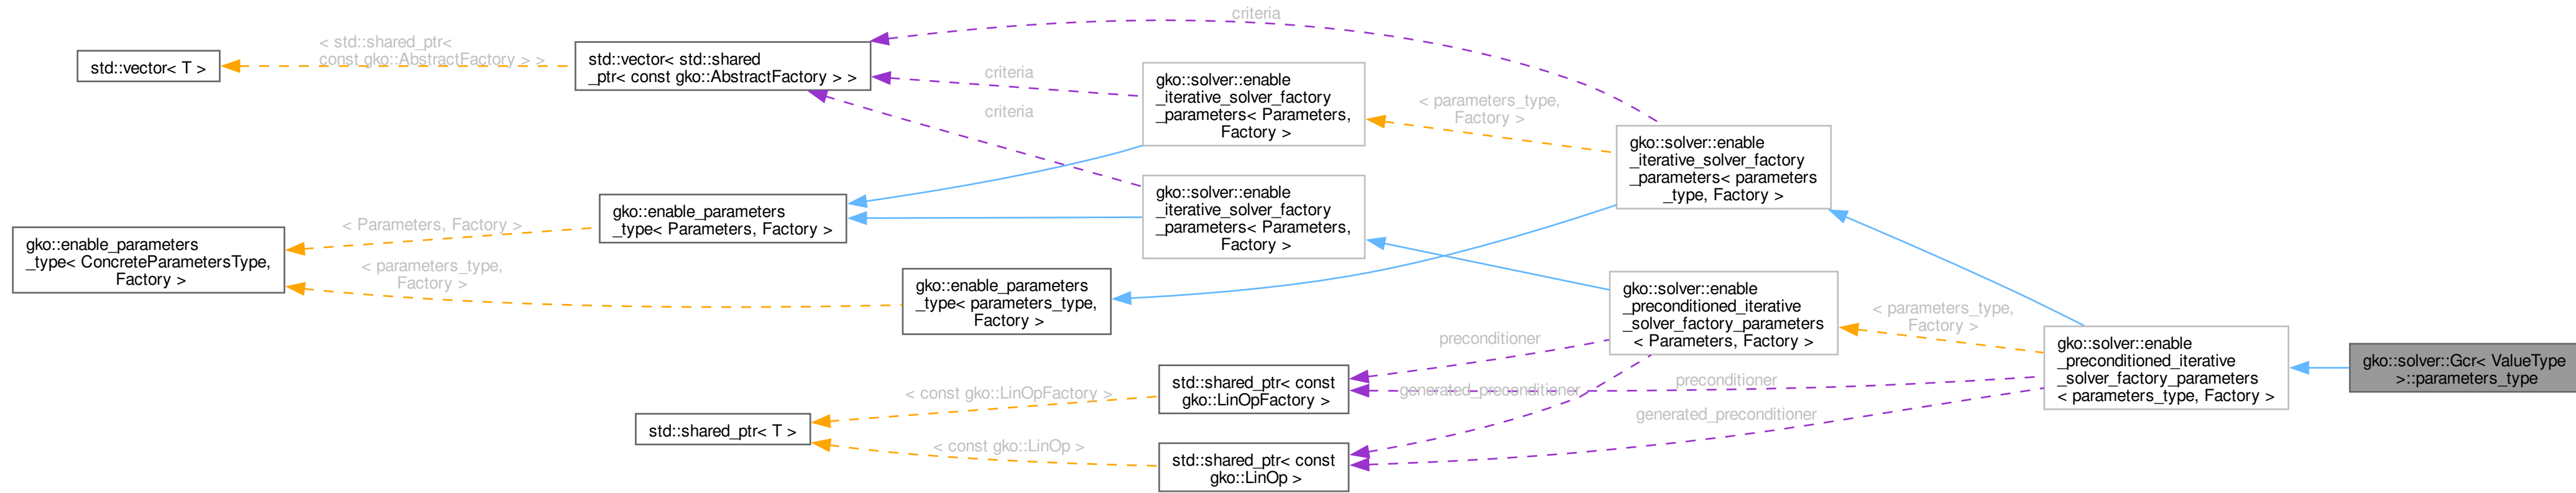 criteria
< std::shared_ptr<
const gko::AbstractFactory > >
std::vector< T >
std::vector< std::shared
_ptr< const gko::AbstractFactory > >
criteria
criteria
gko::solver::enable
_iterative_solver_factory
_parameters< Parameters,
Factory >
< parameters_type,
Factory >
gko::solver::enable
_iterative_solver_factory
_parameters< parameters
_type, Factory >
gko::solver::enable
_iterative_solver_factory
_parameters< Parameters,
Factory >
gko::enable_parameters
_type< Parameters, Factory >
< Parameters, Factory >
gko::enable_parameters
_type< ConcreteParametersType,
Factory >
< parameters_type,
Factory >
gko::enable_parameters
_type< parameters_type,
Factory >
gko::solver::enable
_preconditioned_iterative
_solver_factory_parameters
< Parameters, Factory >
< parameters_type,
Factory >
gko::solver::enable
_preconditioned_iterative
_solver_factory_parameters
< parameters_type, Factory >
gko::solver::Gcr< ValueType
>::parameters_type
preconditioner
generated_preconditioner
preconditioner
generated_preconditioner
std::shared_ptr< const
gko::LinOpFactory >
< const gko::LinOpFactory >
std::shared_ptr< T >
< const gko::LinOp >
std::shared_ptr< const
gko::LinOp >